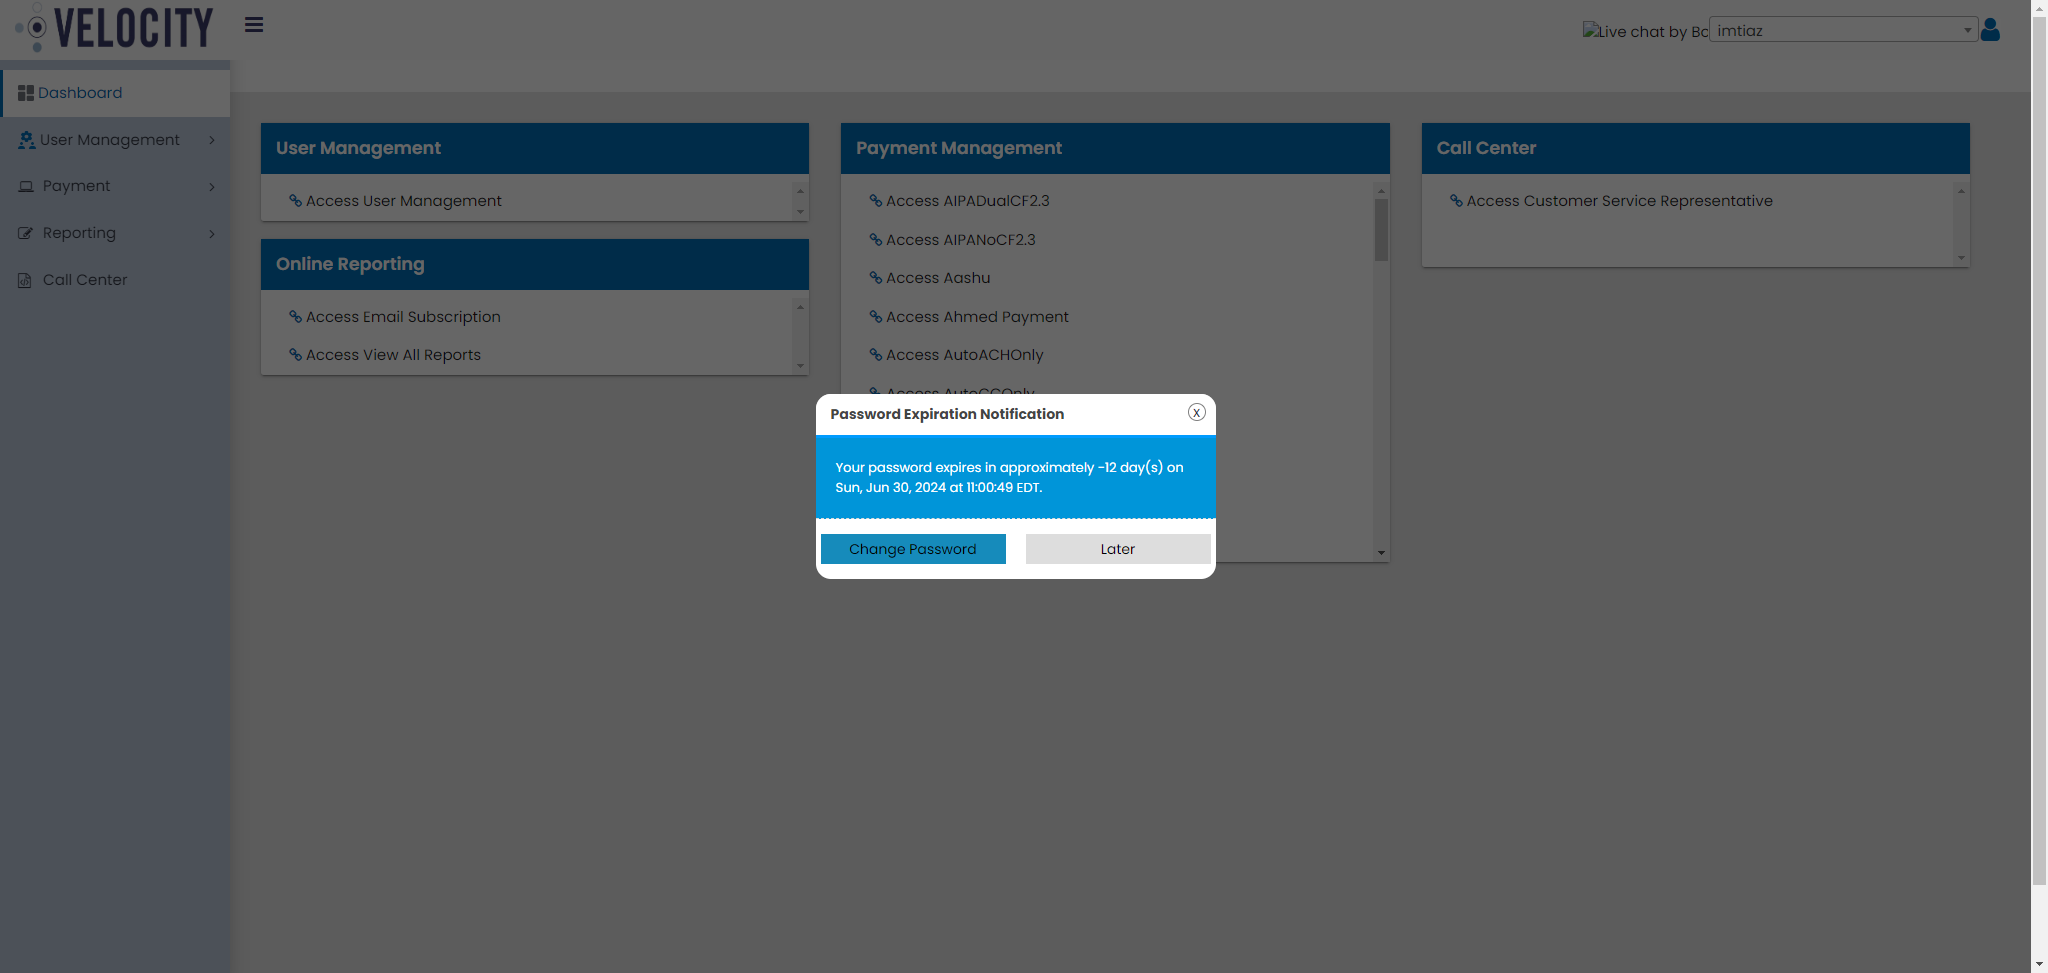 VELOCITY
Live chat by Bo
imtiaz
Dashboard
User Management
Payment
Reporting
Call Center
User Management
Access User Management
Online Reporting
Access Email Subscription
Access View All Reports
Payment Management
Access AIPADualCF2.3
Access AIPANoCF2.3
Access Aashu
Access Ahmed Payment
Access AutoACHOnly
Access AutoCCOnly
Call Center
Access Customer Service Representative
Password Expiration Notification
X
Your password expires in approximately -12 day(s) on
Sun, Jun 30, 2024 at 11:00:49 EDT.
Change Password
Later